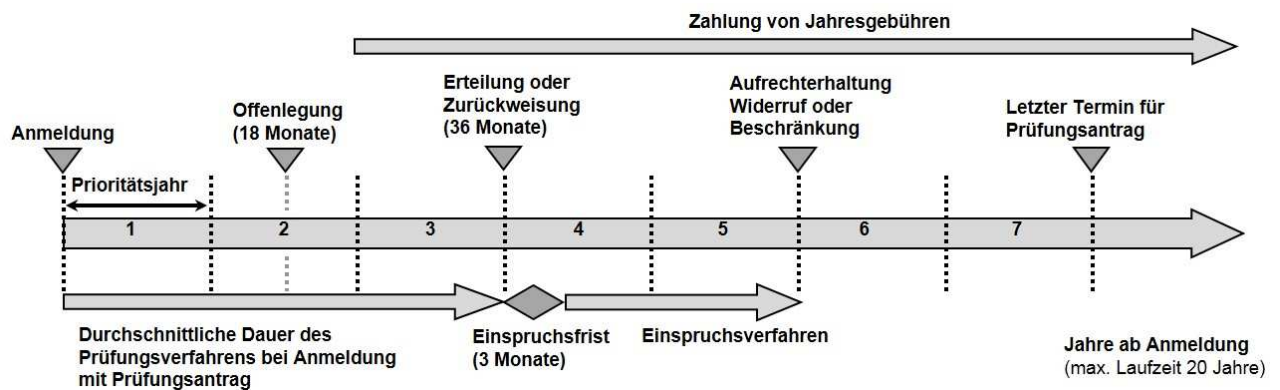 Zahlung von Jahresgebühren
Anmeldung
Offenlegung
(18 Monate)
Erteilung oder
Zurückweisung
(36 Monate)
Aufrechterhaltung
Widerruf oder
Beschränkung
Letzter Termin für
Prüfungsantrag
Prioritätsjahr
1 2 3 4 5 6 7
Durchschnittliche Dauer des
Prüfungsverfahrens bei Anmeldung
mit Prüfungsantrag
Einspruchsfrist
(3 Monate)
Einspruchsverfahren
Jahre ab Anmeldung
(max. Laufzeit 20 Jahre)